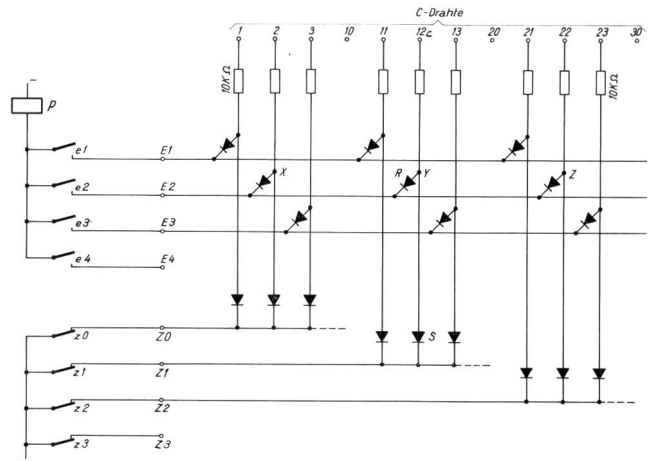 C-Drähte
1 2 3 10 11 12c 13 20 21 22 23 30
10KΩ 10KΩ
–
P
e1 E1
X R Y Z
e2 E2
e3 E3
e4 E4
z0 Z0
S
z1 Z1
z2 Z2
z3 Z3